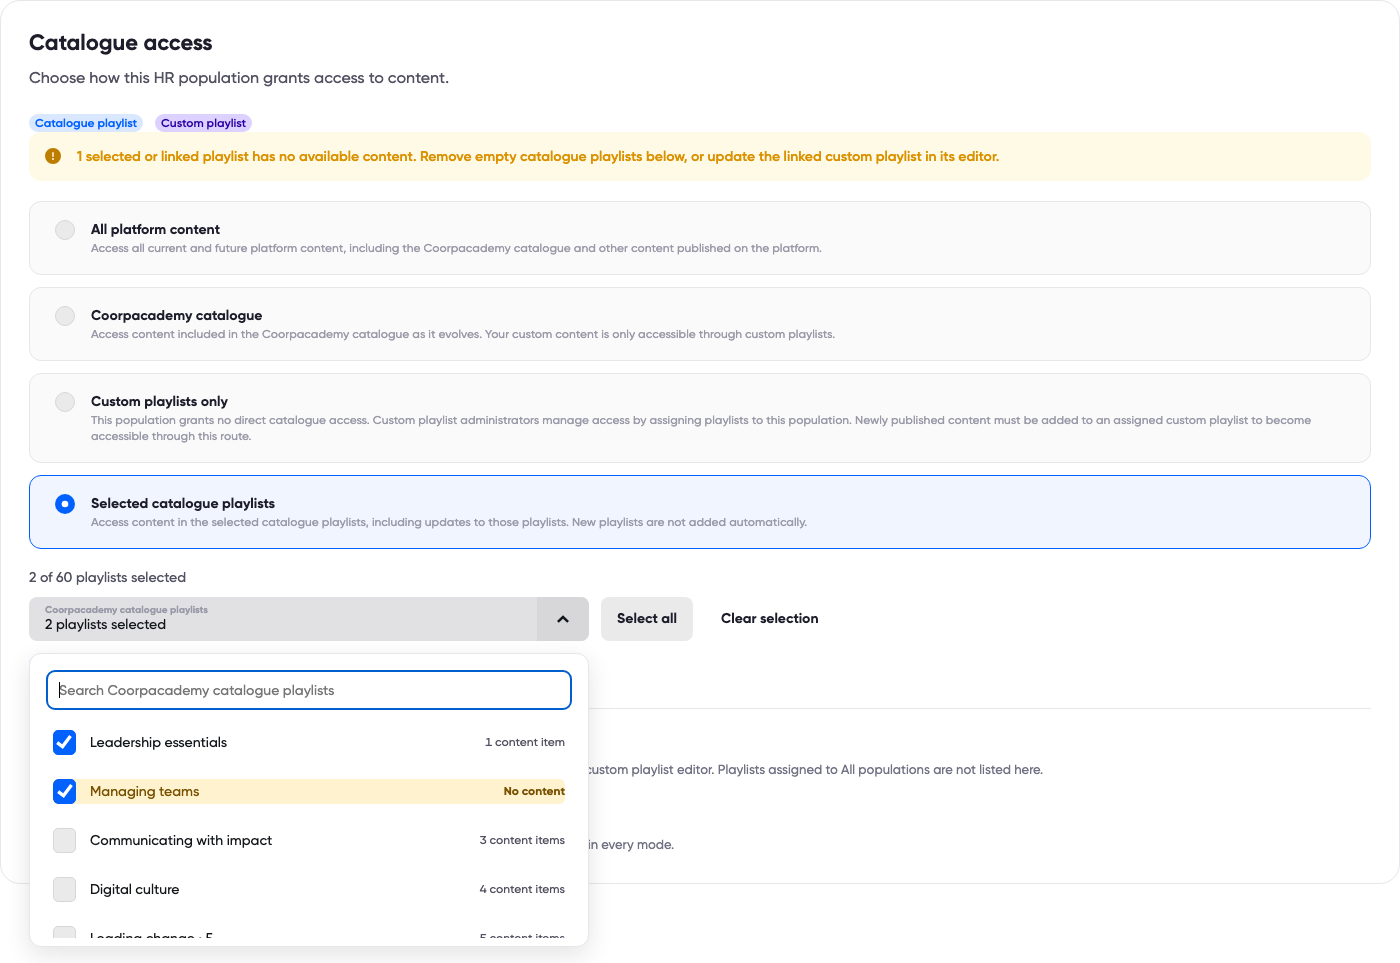 Catalogue access
Choose how this HR population grants access to content.
Catalogue playlist
Custom playlist
1 selected or linked playlist has no available content. Remove empty catalogue playlists below, or update the linked custom playlist in its editor.
All platform content
Access all current and future platform content, including the Coorpacademy catalogue and other content published on the platform.
Coorpacademy catalogue
Access content included in the Coorpacademy catalogue as it evolves. Your custom content is only accessible through custom playlists.
Custom playlists only
This population grants no direct catalogue access. Custom playlist administrators manage access by assigning playlists to this population. Newly published content must be added to an assigned custom playlist to become
accessible through this route.
Selected catalogue playlists
Access content in the selected catalogue playlists, including updates to those playlists. New playlists are not added automatically.
2 of 60 playlists selected
Coorpacademy catalogue playlists
2 playlists selected
Select all
Clear selection
Search Coorpacademy catalogue playlists
Leadership essentials 1 content item
custom playlist editor. Playlists assigned to All populations are not listed here.
Managing teams No content
Communicating with impact 3 content items
in every mode.
Digital culture 4 content items
Leading change · 5 5 content items